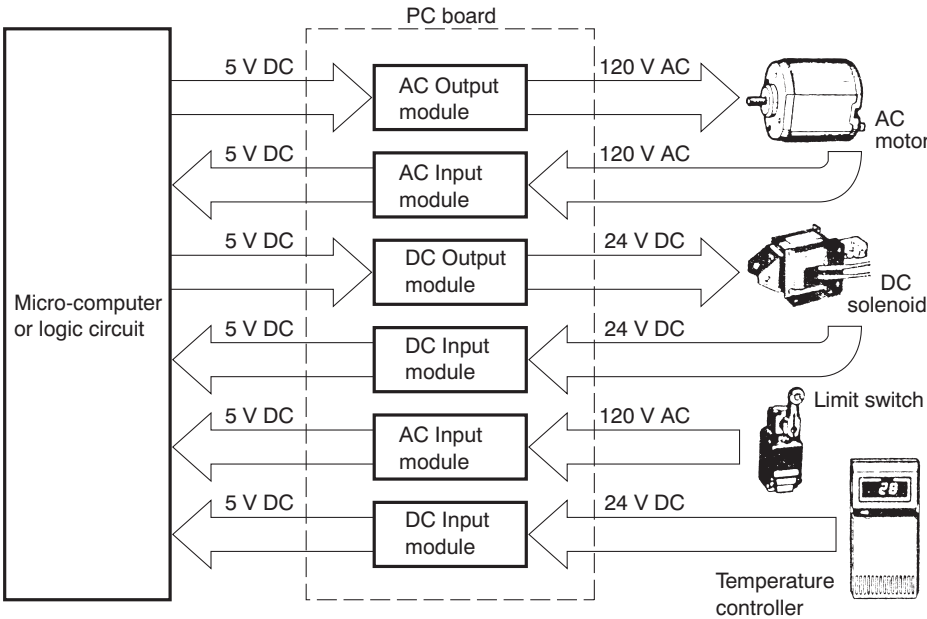 PC board
5 V DC
AC Output
module
120 V AC
AC
motor
5 V DC
AC Input
module
120 V AC
5 V DC
DC Output
module
24 V DC
DC
solenoid
Micro-computer
or logic circuit
5 V DC
DC Input
module
24 V DC
5 V DC
AC Input
module
120 V AC
Limit switch
5 V DC
DC Input
module
24 V DC
28
Temperature
controller